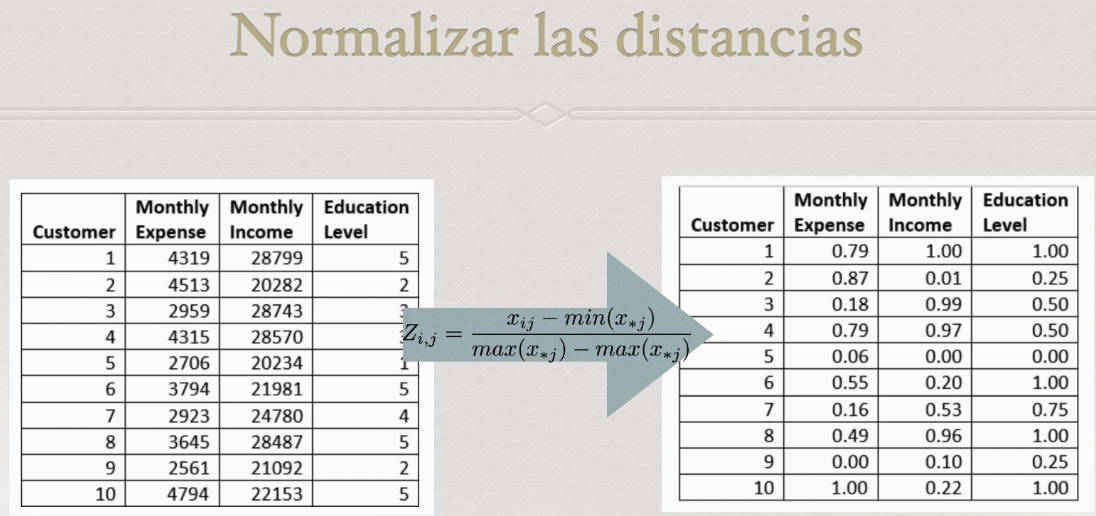 Normalizar las distancias
Customer Monthly Expense Monthly Income Education Level
1 4319 28799 5
2 4513 20282 2
3 2959 28743 3
4 4315 28570
5 2706 20234 1
6 3794 21981 5
7 2923 24780 4
8 3645 28487 5
9 2561 21092 2
10 4794 22153 5
Z_{i,j} = \frac{x_{ij} - min(x_{*j})}{max(x_{*j}) - max(x_{*j})}
Customer Monthly Expense Monthly Income Education Level
1 0.79 1.00 1.00
2 0.87 0.01 0.25
3 0.18 0.99 0.50
4 0.79 0.97 0.50
5 0.06 0.00 0.00
6 0.55 0.20 1.00
7 0.16 0.53 0.75
8 0.49 0.96 1.00
9 0.00 0.10 0.25
10 1.00 0.22 1.00